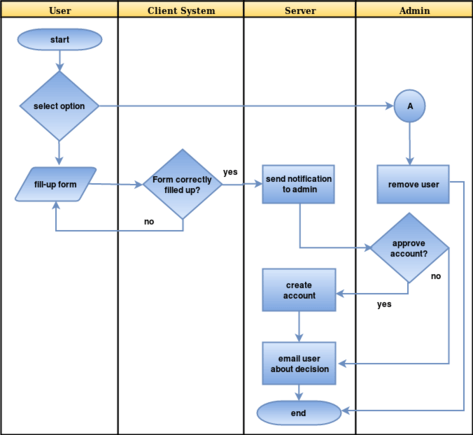 User
Client System
Server
Admin
start
select option
A
fill-up form
Form correctly
filled up?
yes
no
send notification
to admin
remove user
approve
account?
no
yes
create
account
email user
about decision
end